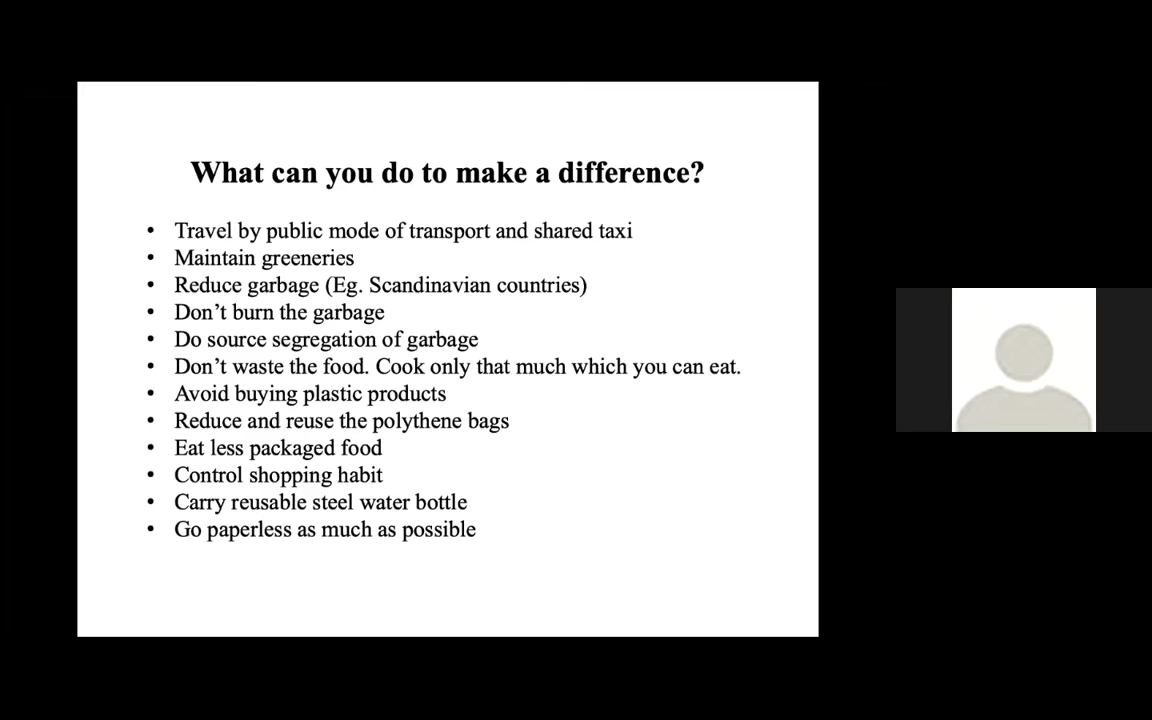 What can you do to make a difference?
• Travel by public mode of transport and shared taxi
• Maintain greeneries
• Reduce garbage (Eg. Scandinavian countries)
• Don’t burn the garbage
• Do source segregation of garbage
• Don’t waste the food. Cook only that much which you can eat.
• Avoid buying plastic products
• Reduce and reuse the polythene bags
• Eat less packaged food
• Control shopping habit
• Carry reusable steel water bottle
• Go paperless as much as possible